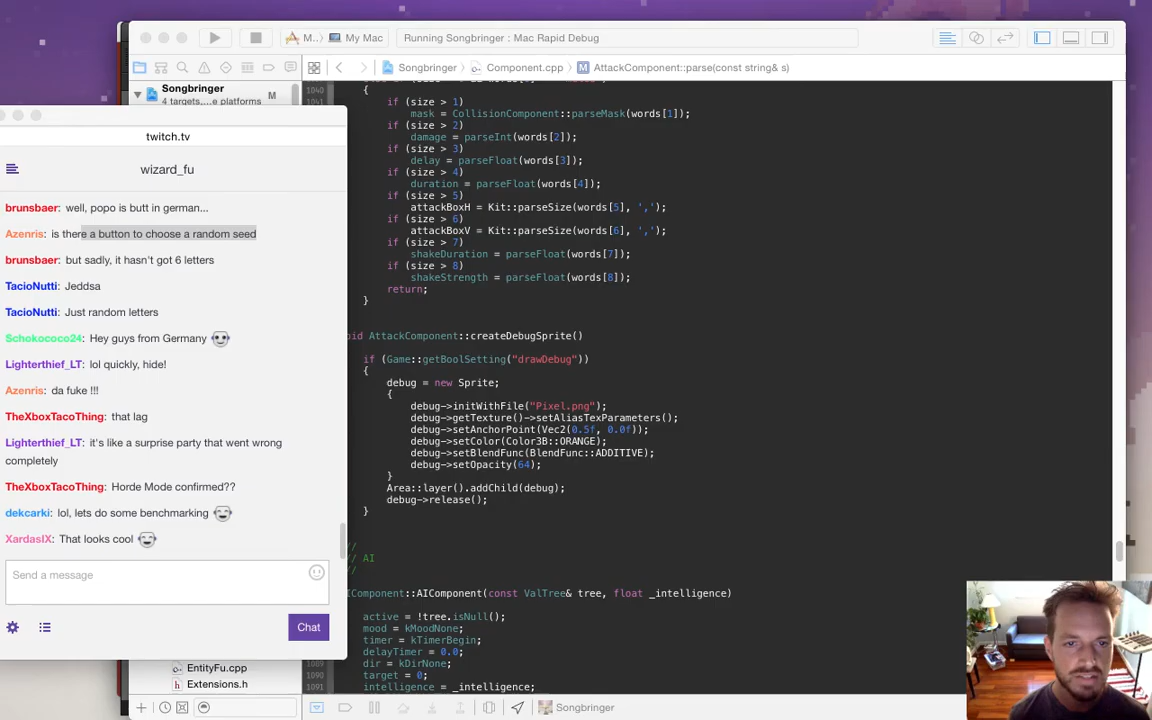 M.. My Mac
Running Songbringer : Mac Rapid Debug
Songbringer
Component.cpp
AttackComponent::parse(const string& s)
Songbringer
M
4 targets,...e platforms
twitch.tv
wizard_fu
brunsbaer: well, popo is butt in german...
Azenris: is there a button to choose a random seed
brunsbaer: but sadly, it hasn't got 6 letters
TacioNutti: Jeddsa
TacioNutti: Just random letters
Schokococo24: Hey guys from Germany
Lighterthief_LT: lol quickly, hide!
Azenris: da fuke !!!
TheXboxTacoThing: that lag
Lighterthief_LT: it's like a surprise party that went wrong
completely
TheXboxTacoThing: Horde Mode confirmed??
dekcarki: lol, lets do some benchmarking
XardasIX: That looks cool
Send a message
Chat
EntityFu.cpp
Extensions.h
1040
1041
{
if (size > 1)
mask = CollisionComponent::parseMask(words[1]);
if (size > 2)
damage = parseInt(words[2]);
if (size > 3)
delay = parseFloat(words[3]);
if (size > 4)
duration = parseFloat(words[4]);
if (size > 5)
attackBoxH = Kit::parseSize(words[5], ',');
if (size > 6)
attackBoxV = Kit::parseSize(words[6], ',');
if (size > 7)
shakeDuration = parseFloat(words[7]);
if (size > 8)
shakeStrength = parseFloat(words[8]);
return;
}
id AttackComponent::createDebugSprite()
if (Game::getBoolSetting("drawDebug"))
{
debug = new Sprite;
{
debug->initWithFile("Pixel.png");
debug->getTexture()->setAliasTexParameters();
debug->setAnchorPoint(Vec2(0.5f, 0.0f));
debug->setColor(Color3B::ORANGE);
debug->setBlendFunc(BlendFunc::ADDITIVE);
debug->setOpacity(64);
}
Area::layer().addChild(debug);
debug->release();
}
//
// AI
//
IComponent::AIComponent(const ValTree& tree, float _intelligence)
active = !tree.isNull();
mood = kMoodNone;
timer = kTimerBegin;
delayTimer = 0.0;
1089 dir = kDirNone;
1090 target = 0;
1091 intelligence = _intelligence;
Songbringer